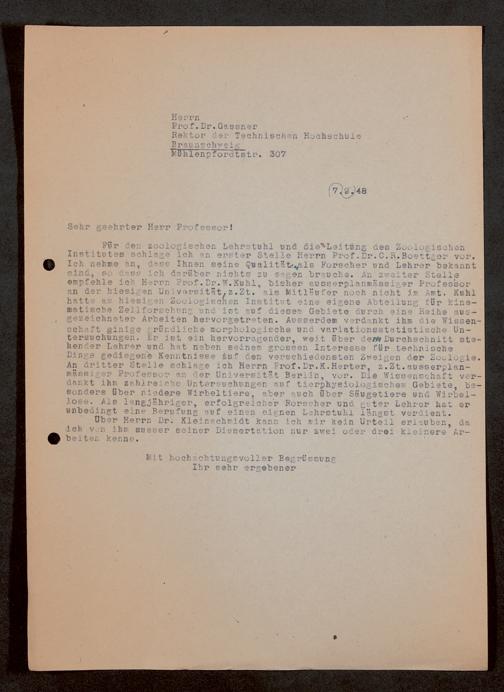 Herrn
Prof.Dr.Gassner
Rektor der Technischen Hochschule
Braunschweig
Mühlenpfordtstr. 307
7.2.48
Sehr geehrter Herr Professor!
Für den zoologischen Lehrstuhl und die Leitung des Zoologischen
Institutes schlage ich an erster Stelle Herrn Prof.Dr.C.R.Boettger vor.
Ich nehme an, dass Ihnen seine Qualität als Forscher und Lehrer bekannt
sind, so dass ich darüber nichts zu sagen brauche. An zweiter Stelle
empfehle ich Herrn Prof.Dr.W.Kuhl, bisher ausserplanmässiger Professor
an der hiesigen Universität,z.Zt. als Mitläufer noch nicht im Amt. Kuhl
hatte am hiesigen Zoologischen Institut eine eigene Abteilung für kine-
matische Zellforschung und ist auf diesem Gebiete durch eine Reihe aus-
gezeichneter Arbeiten hervorgetreten. Ausserdem verdankt ihm die Wissen-
schaft einige gründliche morphologische und variationsstatistische Un-
tersuchungen. Er ist ein hervorragender, weit über dem Durchschnitt ste-
hender Lehrer und hat neben seinem grossen Interesse für technische
Dinge gediegene Kenntnisse auf den verschiedensten Zweigen der Zoologie.
An dritter Stelle schlage ich Herrn Prof.Dr.K.Herter, z.Zt.ausserplan-
mässiger Professor an der Universität Berlin, vor. Die Wissenschaft ver-
dankt ihm zahlreiche Untersuchungen auf tierphysiologischem Gebiete, be-
sonders über niedere Wirbeltiere, aber auch über Säugetiere und Wirbel-
lose. Als langjähriger, erfolgreicher Forscher und guter Lehrer hat er
unbedingt eine Berufung auf einen eignen Lehrstuhl längst verdient.
Über Herrn Dr. Kleinschmidt kann ich mir kein Urteil erlauben, da
ich von ihm ausser seiner Dissertation nur zwei oder drei kleinere Ar-
beiten kenne.
Mit hochachtungsvoller Begrüssung
Ihr sehr ergebener